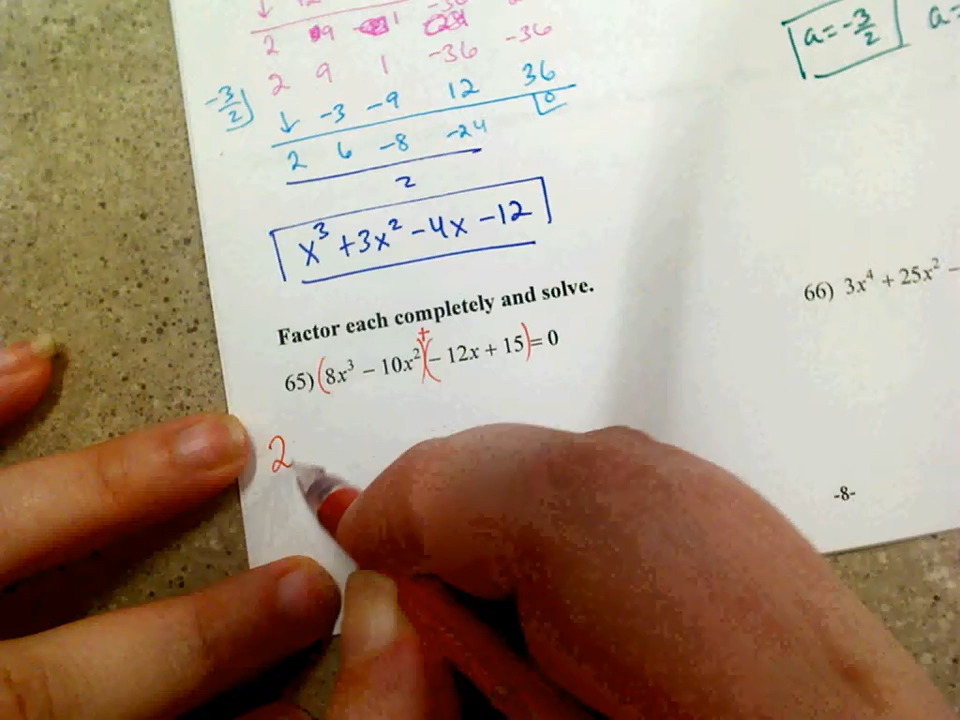 2 9 1 -36 -36
a = -3/2 a =
2 9 1 -36
-3/2 ↓ -3 -9 12 36
2 6 -8 -24 0
2
x³ + 3x² - 4x - 12
Factor each completely and solve.
65) (8x³ - 10x²) + (- 12x + 15) = 0
66) 3x⁴ + 25x² -
2
-8-